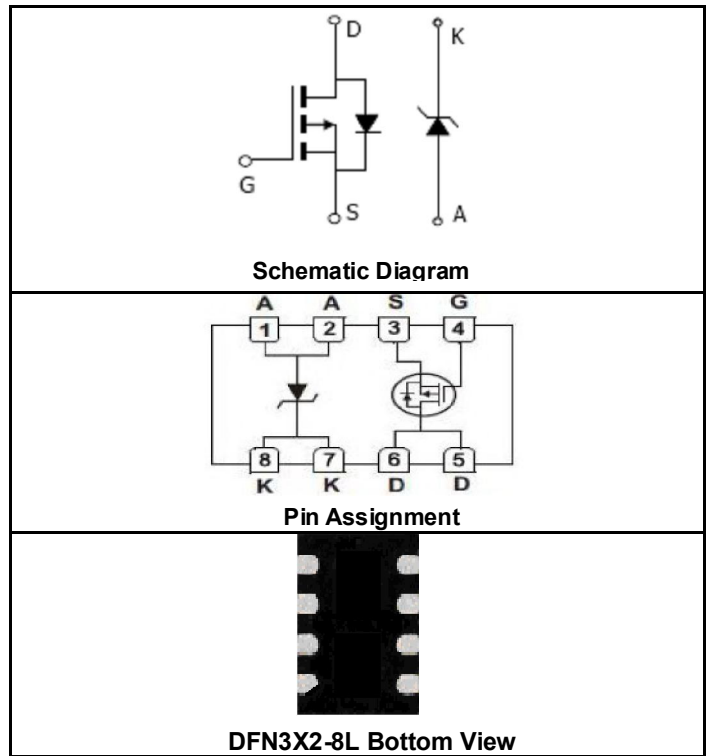 D
K
G
S
A
Schematic Diagram
A A S G
1 2 3 4
8 7 6 5
K K D D
Pin Assignment
DFN3X2-8L Bottom View